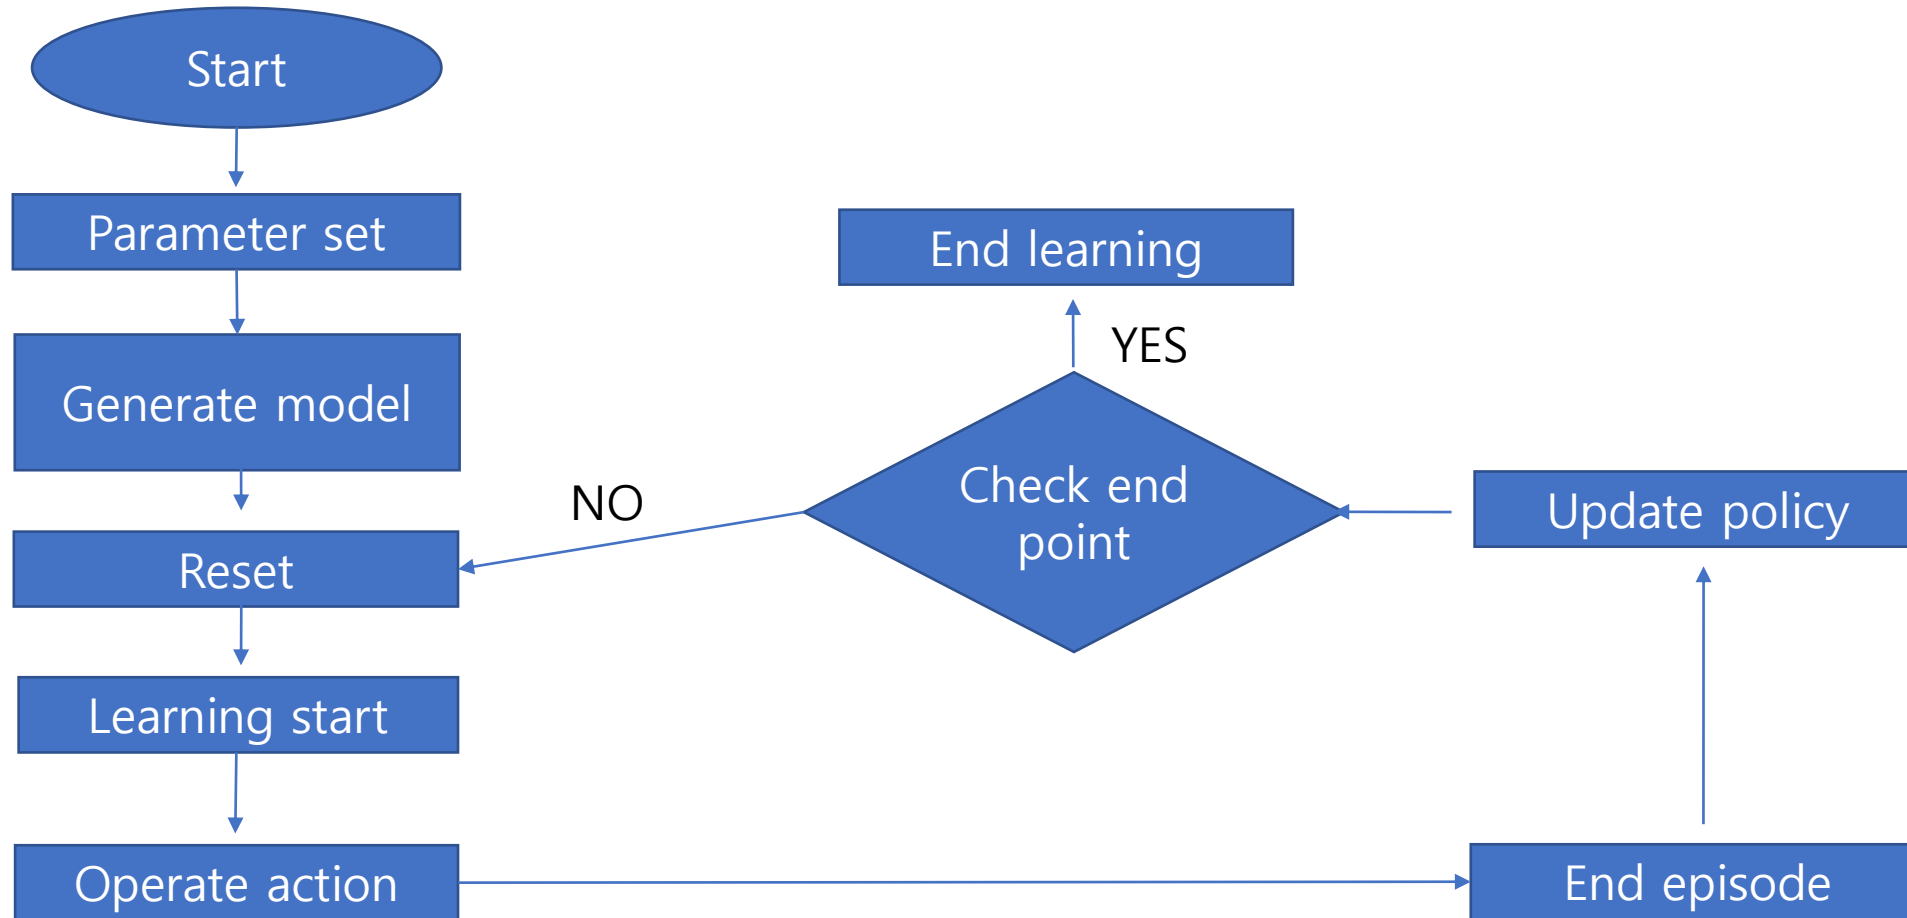 Start
Parameter set
Generate model
Reset
Learning start
Operate action
End episode
Update policy
Check end
point
NO
YES
End learning